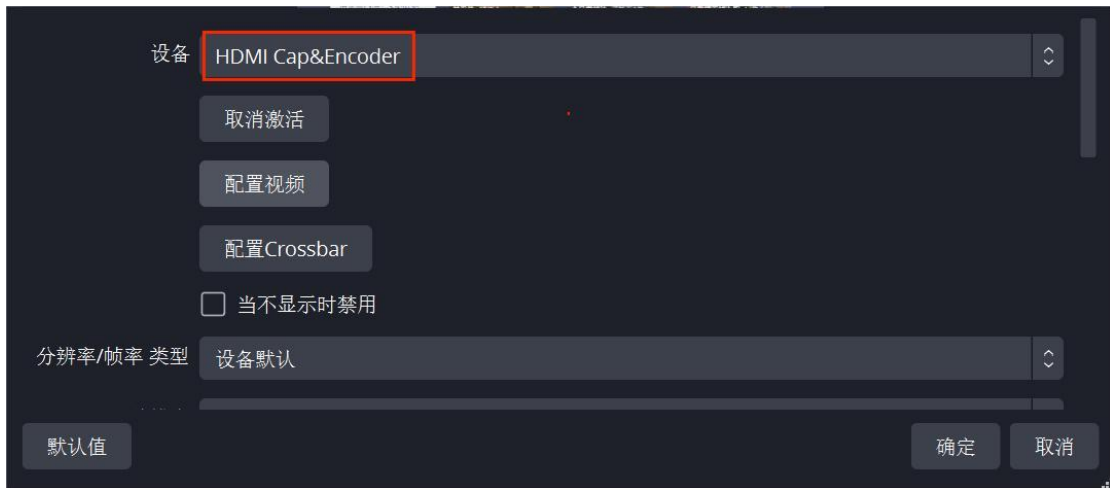 设备 HDMI Cap&Encoder
取消激活
配置视频
配置Crossbar
当不显示时禁用
分辨率/帧率 类型 设备默认
默认值 确定 取消